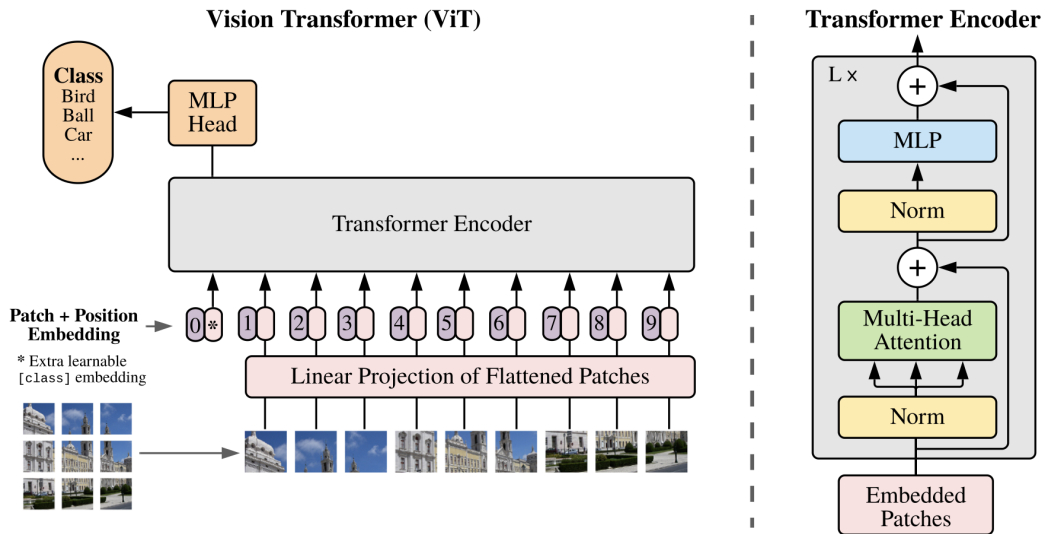 Vision Transformer (ViT)
Class
Bird
Ball
Car
...
MLP
Head
Transformer Encoder
Patch + Position
Embedding
0 * 1 2 3 4 5 6 7 8 9
* Extra learnable
[class] embedding
Linear Projection of Flattened Patches
Transformer Encoder
L ×
+
MLP
Norm
+
Multi-Head
Attention
Norm
Embedded
Patches